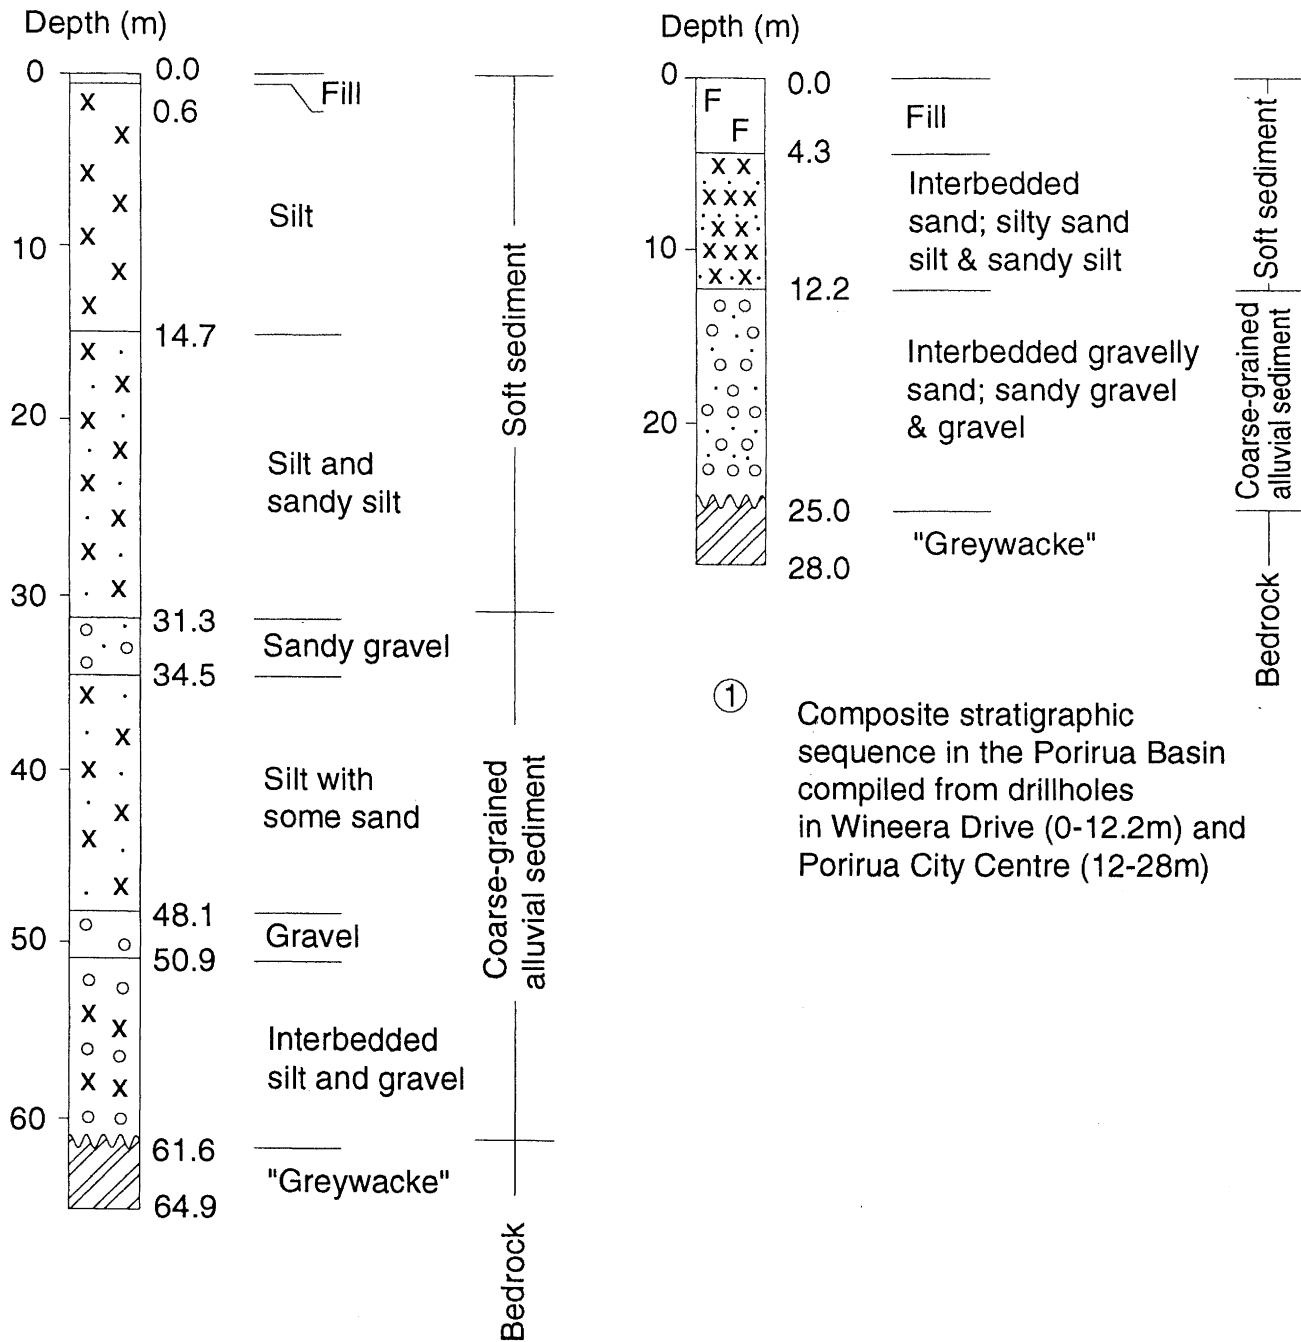 Depth (m)
0
10
20
30
40
50
60
0.0
0.6
14.7
31.3
34.5
48.1
50.9
61.6
64.9
Fill
Silt
Silt and
sandy silt
Sandy gravel
Silt with
some sand
Gravel
Interbedded
silt and gravel
"Greywacke"
Soft sediment
Coarse-grained
alluvial sediment
Bedrock
X X X X X X X
X X X X X X X X
X X X X X X
X X X X
Depth (m)
0
10
20
F
F
X X
X X X
X X X
X X X X
X X X
0.0
4.3
12.2
25.0
28.0
Fill
Interbedded
sand; silty sand
silt & sandy silt
Interbedded gravelly
sand; sandy gravel
& gravel
"Greywacke"
Soft sediment
Coarse-grained
alluvial sediment
Bedrock
1
Composite stratigraphic
sequence in the Porirua Basin
compiled from drillholes
in Wineera Drive (0-12.2m) and
Porirua City Centre (12-28m)